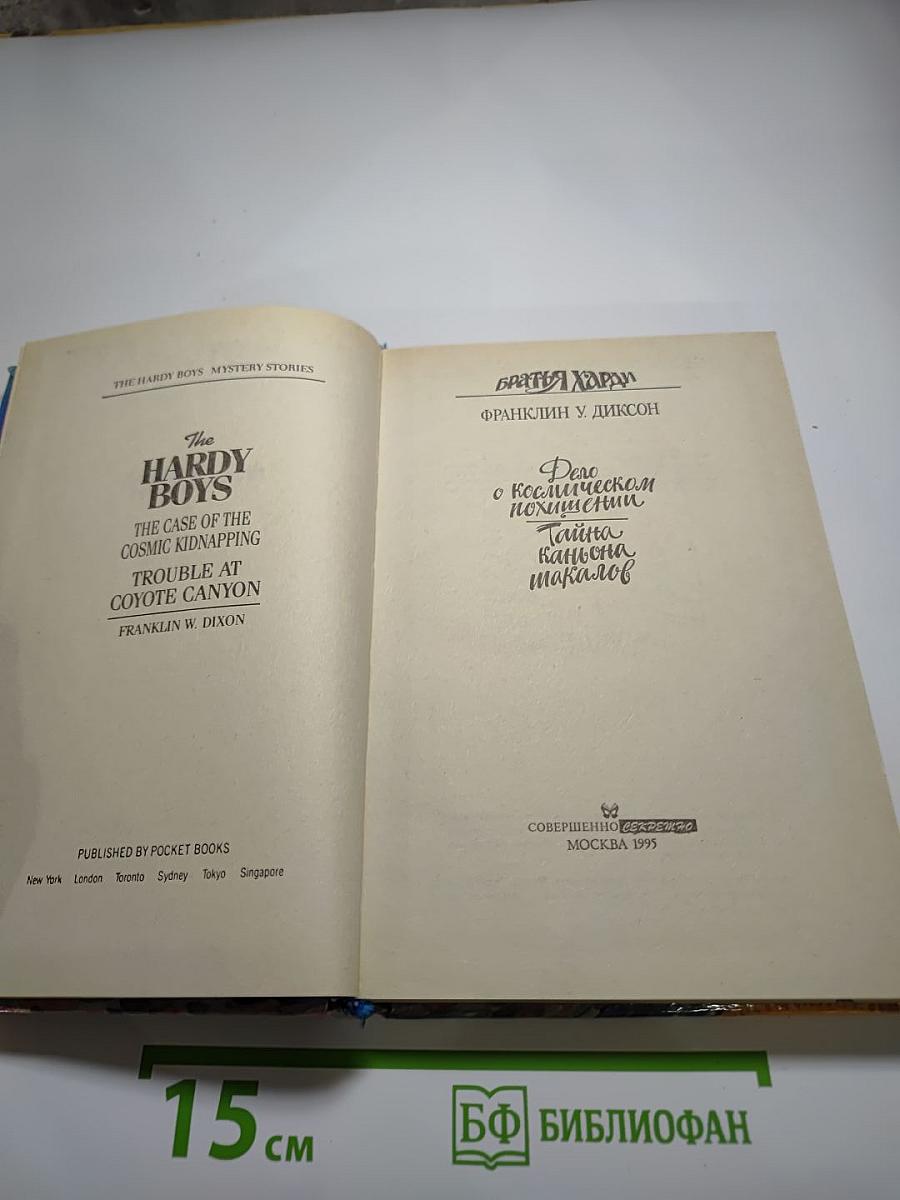 THE HARDY BOYS MYSTERY STORIES
The
HARDY
BOYS
THE CASE OF THE
COSMIC KIDNAPPING
TROUBLE AT
COYOTE CANYON
FRANKLIN W. DIXON
PUBLISHED BY POCKET BOOKS
New York London Toronto Sydney Tokyo Singapore
БРАТЬЯ ХАРДИ
ФРАНКЛИН У. ДИКСОН
Дело
о космическом
похищении
Тайна
каньона
шакалов
СОВЕРШЕННО СЕКРЕТНО
МОСКВА 1995
15 см
БФ БИБЛИОФАН